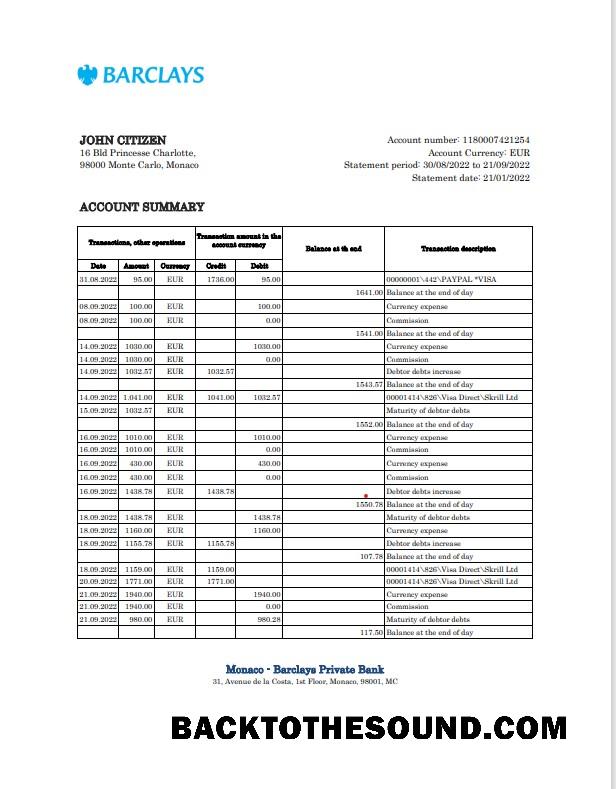 BARCLAYS
JOHN CITIZEN
16 Bld Princesse Charlotte,
98000 Monte Carlo, Monaco
Account number: 1180007421254
Account Currency: EUR
Statement period: 30/08/2022 to 21/09/2022
Statement date: 21/01/2022
ACCOUNT SUMMARY
Transactions, other operations Transaction amount in the account currency Balance at th end Transaction description
Date Amount Currency Credit Debit
31.08.2022 95.00 EUR 1736.00 95.00 00000001\442\PAYPAL *VISA
1641.00 Balance at the end of day
08.09.2022 100.00 EUR 100.00 Currency expense
08.09.2022 100.00 EUR 0.00 Commission
1541.00 Balance at the end of day
14.09.2022 1030.00 EUR 1030.00 Currency expense
14.09.2022 1030.00 EUR 0.00 Commission
14.09.2022 1032.57 EUR 1032.57 Debtor debts increase
1543.57 Balance at the end of day
14.09.2022 1.041.00 EUR 1041.00 1032.57 00001414\826\Visa Direct\Skrill Ltd
15.09.2022 1032.57 EUR Maturity of debtor debts
1552.00 Balance at the end of day
16.09.2022 1010.00 EUR 1010.00 Currency expense
16.09.2022 1010.00 EUR 0.00 Commission
16.09.2022 430.00 EUR 430.00 Currency expense
16.09.2022 430.00 EUR 0.00 Commission
16.09.2022 1438.78 EUR 1438.78 Debtor debts increase
1550.78 Balance at the end of day
18.09.2022 1438.78 EUR 1438.78 Maturity of debtor debts
18.09.2022 1160.00 EUR 1160.00 Currency expense
18.09.2022 1155.78 EUR 1155.78 Debtor debts increase
107.78 Balance at the end of day
18.09.2022 1159.00 EUR 1159.00 00001414\826\Visa Direct\Skrill Ltd
20.09.2022 1771.00 EUR 1771.00 00001414\826\Visa Direct\Skrill Ltd
21.09.2022 1940.00 EUR 1940.00 Currency expense
21.09.2022 1940.00 EUR 0.00 Commission
21.09.2022 980.00 EUR 980.28 Maturity of debtor debts
117.50 Balance at the end of day
Monaco - Barclays Private Bank
31, Avenue de la Costa, 1st Floor, Monaco, 98001, MC
BACKTOTHESOUND.COM